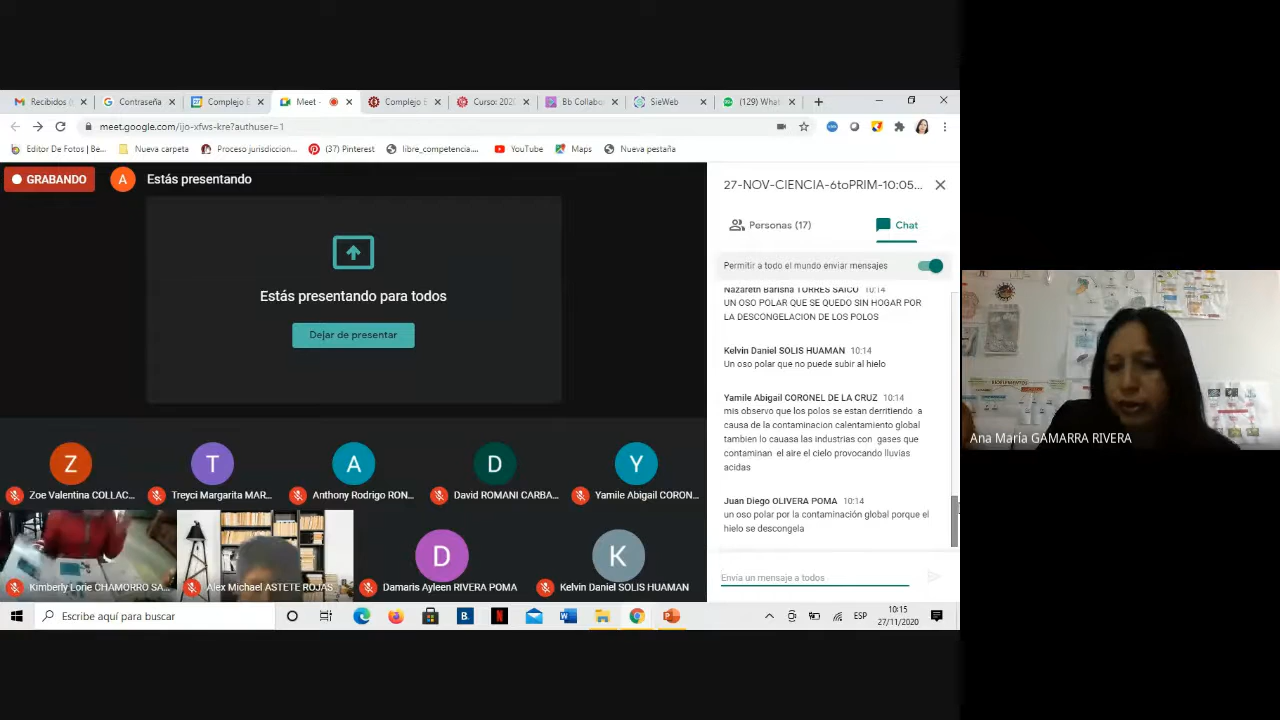 Recibidos
Contraseña
Complejo E
Meet -
Complejo E
Curso: 2020
Bb Collabo
SieWeb
(129) What
meet.google.com/ijo-xfws-kre?authuser=1
Editor De Fotos | Be...
Nueva carpeta
Proceso jurisdiccion...
(37) Pinterest
libro_competencia....
YouTube
Maps
Nueva pestaña
GRABANDO
A
Estás presentando
Estás presentando para todos
Dejar de presentar
Z
T
A
D
Y
Zoe Valentina COLLAC...
Treyci Margarita MAR...
Anthony Rodrigo RON...
David ROMANI CARBA...
Yamile Abigail CORON...
D
K
Kimberly Lorie CHAMORRO SA...
Alex Michael ASTETE ROJAS
Damaris Ayleen RIVERA POMA
Kelvin Daniel SOLIS HUAMAN
27-NOV-CIENCIA-6toPRIM-10:05...
Personas (17)
Chat
Permitir a todo el mundo enviar mensajes
Nazareth Barisha TORRES SAICO 10:14
UN OSO POLAR QUE SE QUEDO SIN HOGAR POR
LA DESCONGELACION DE LOS POLOS
Kelvin Daniel SOLIS HUAMAN 10:14
Un oso polar que no puede subir al hielo
Yamile Abigail CORONEL DE LA CRUZ 10:14
mis observo que los polos se estan derritiendo a
causa de la contaminacion calentamiento global
tambien lo cauasa las industrias con gases que
contaminan el aire el cielo provocando lluvias
acidas
Juan Diego OLIVERA POMA 10:14
un oso polar por la contaminación global porque el
hielo se descongela
Envía un mensaje a todos
Ana María GAMARRA RIVERA
Escribe aquí para buscar
ESP
10:15
27/11/2020